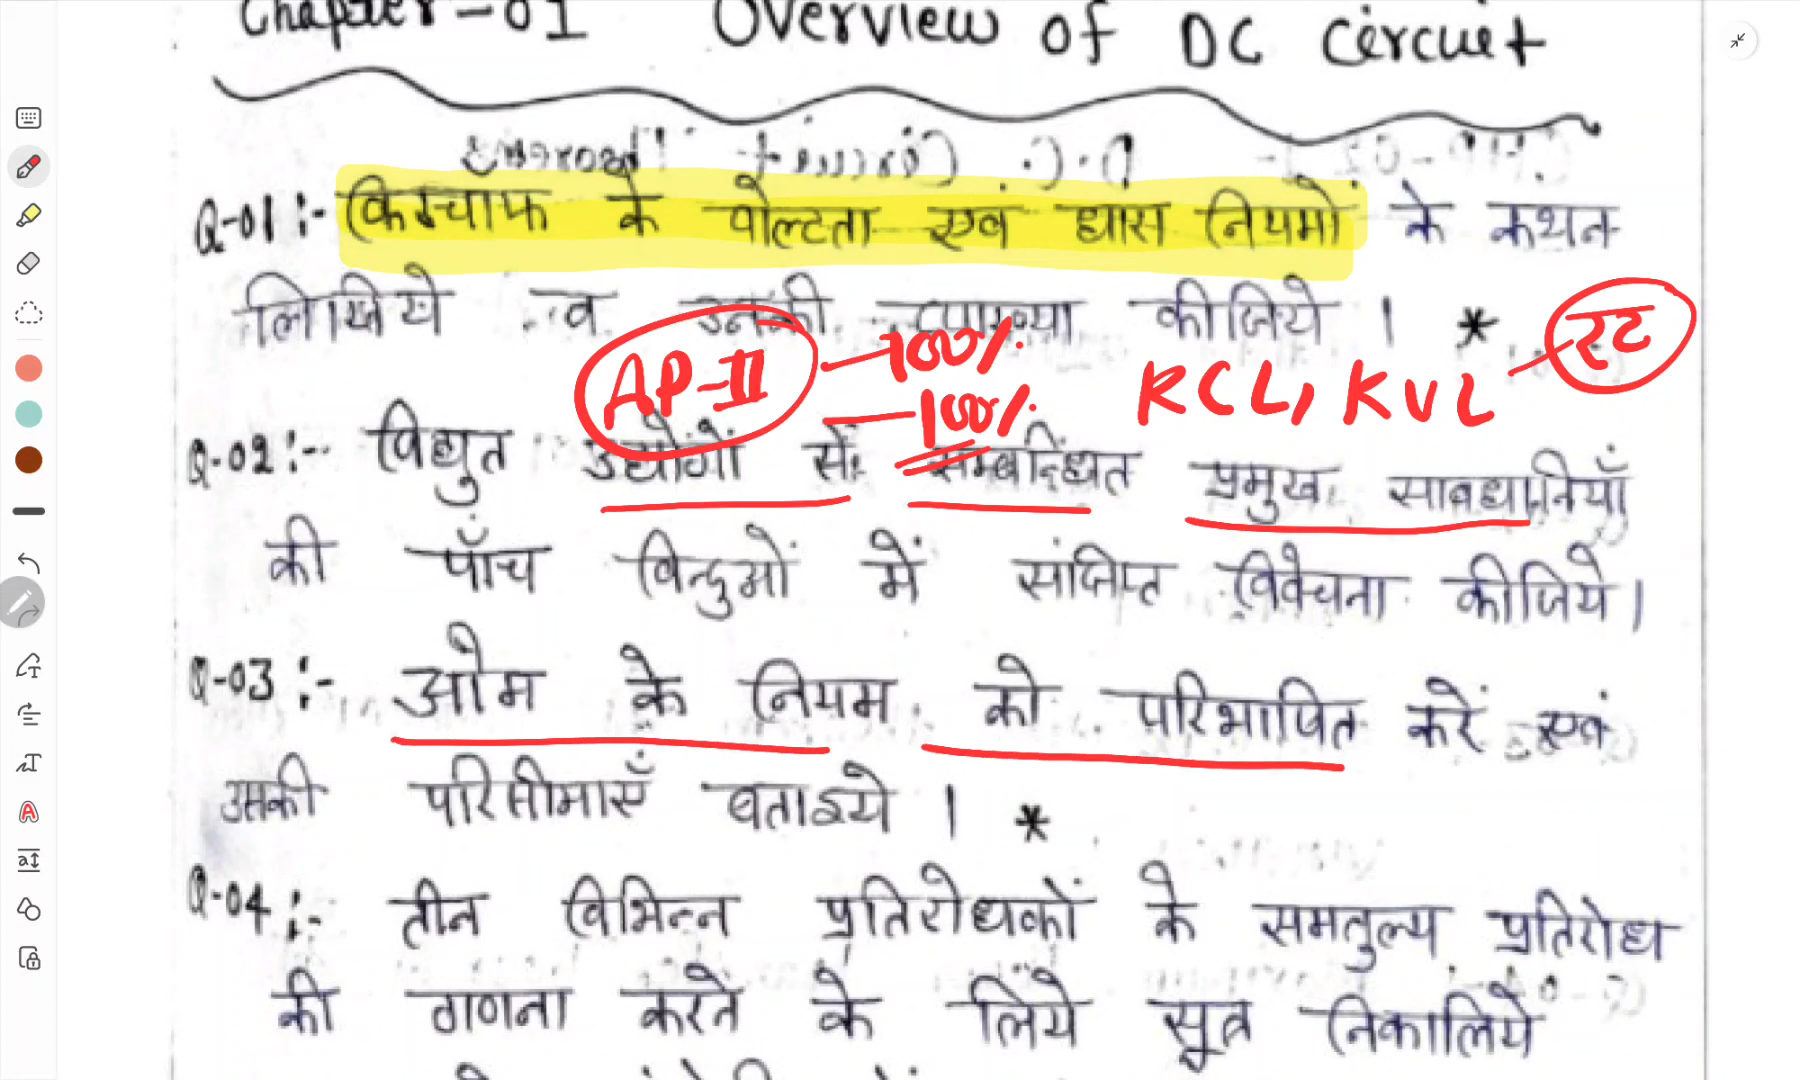 Chapter-01 Overview of DC Circuit
Q-01:- किरचॉफ के वोल्टता एवं धारा नियमों के कथन
लिखिये व उनकी व्याख्या कीजिये । *
रट
AP-II - 100%
KCL, KVL
- 100%
Q-02:- विद्युत उद्योगों से सम्बन्धित प्रमुख सावधानियाँ
की पाँच विन्दुओं में संक्षिप्त विवेचना कीजिये।
Q-03:- ओम के नियम को परिभाषित करें एवं
उसकी परिसीमाएँ बताइये । *
Q-04:- तीन विभिन्न प्रतिरोधकों के समतुल्य प्रतिरोध
की गणना करने के लिये सूत्र निकालिये